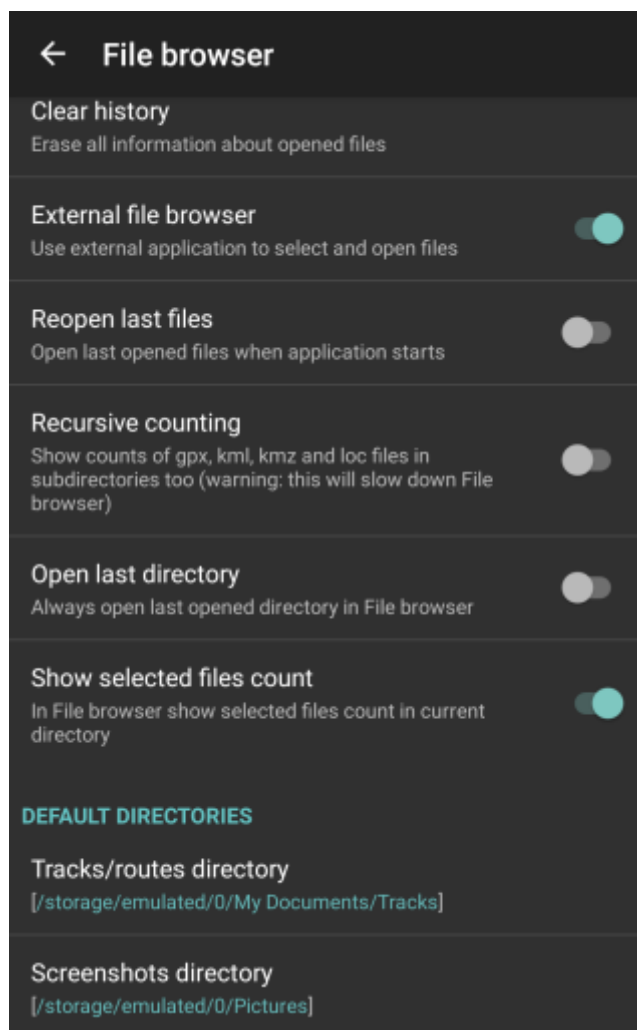 File browser
Clear history
Erase all information about opened files
External file browser
Use external application to select and open files
Reopen last files
Open last opened files when application starts
Recursive counting
Show counts of gpx, kml, kmz and loc files in
subdirectories too (warning: this will slow down File
browser)
Open last directory
Always open last opened directory in File browser
Show selected files count
In File browser show selected files count in current
directory
DEFAULT DIRECTORIES
Tracks/routes directory
[/storage/emulated/0/My Documents/Tracks]
Screenshots directory
[/storage/emulated/0/Pictures]